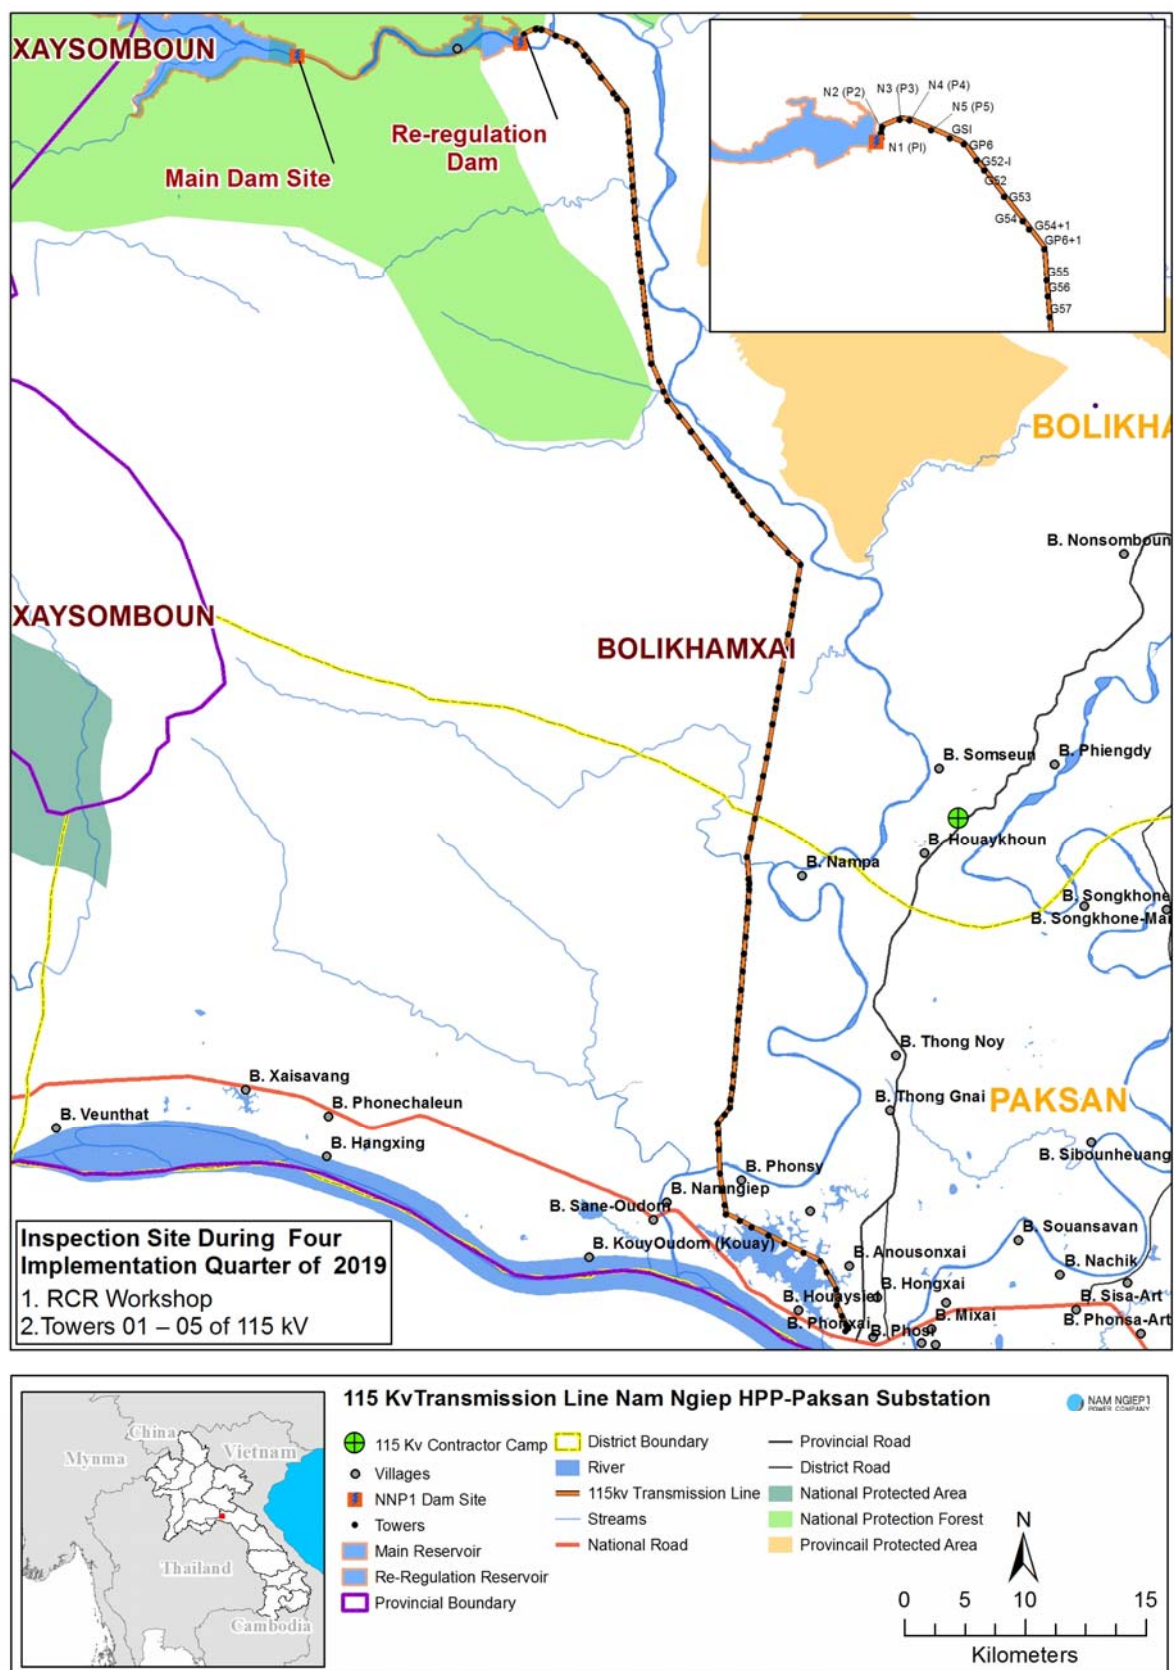 XAYSOMBOUN
Main Dam Site
Re-regulation
Dam
N2 (P2)
N3 (P3)
N4 (P4)
N5 (P5)
N1 (PI)
GSI
GP6
G52-I
G52
G53
G54
G54+1
GP6+1
G55
G56
G57
BOLIKHA
B. Nonsomboun
XAYSOMBOUN
BOLIKHAMXAI
B. Somseun
B. Phiengdy
B. Houaykhoun
B. Nampa
B. Songkhone
B. Songkhone-Mai
B. Thong Noy
B. Xaisavang
B. Phonechaleun
B. Thong Gnai
PAKSAN
B. Veunthat
B. Hangxing
B. Sibounheuang
B. Phonsy
B. Namngiep
B. Sane-Oudom
B. Souansavan
B. KouyOudom (Kouay)
B. Anousonxai
B. Nachik
B. Hongxai
B. Houaysiet
B. Sisa-Art
B. Mixai
B. Phonxai
B. Phosi
B. Phonsa-Art
Inspection Site During Four
Implementation Quarter of 2019
1. RCR Workshop
2.Towers 01 – 05 of 115 kV
China
Mynma
Vietnam
Thailand
Cambodia
115 KvTransmission Line Nam Ngiep HPP-Paksan Substation
NAM NGIEP1
POWER COMPANY
115 Kv Contractor Camp
Villages
NNP1 Dam Site
Towers
Main Reservoir
Re-Regulation Reservoir
Provincial Boundary
District Boundary
River
115kv Transmission Line
Streams
National Road
Provincial Road
District Road
National Protected Area
National Protection Forest
Provincail Protected Area
N
0 5 10 15
Kilometers